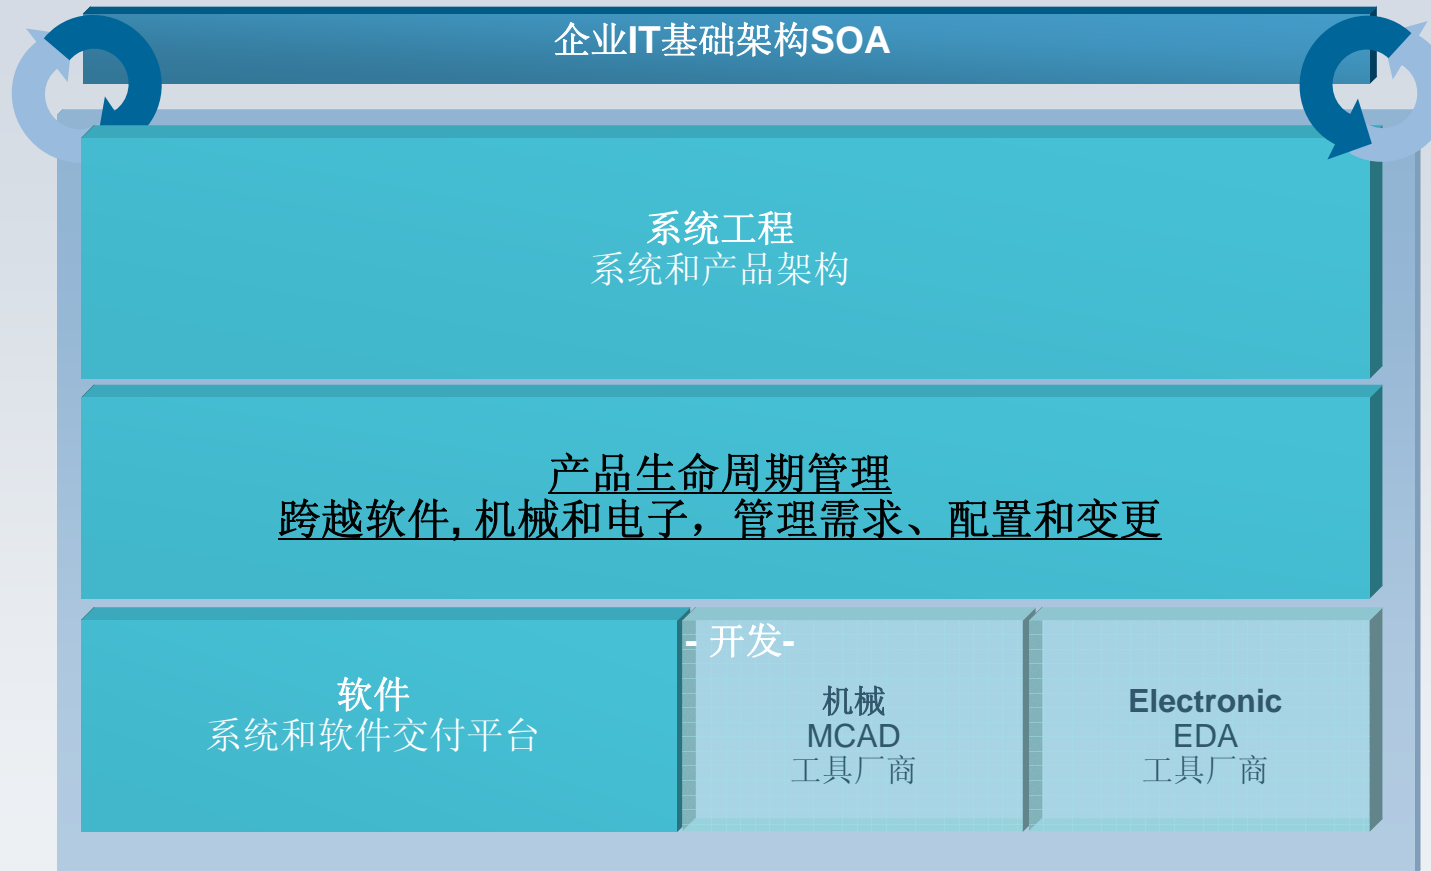 企业IT基础架构SOA
系统工程
系统和产品架构
产品生命周期管理
跨越软件, 机械和电子，管理需求、配置和变更
- 开发-
软件
系统和软件交付平台
机械
MCAD
工具厂商
Electronic
EDA
工具厂商